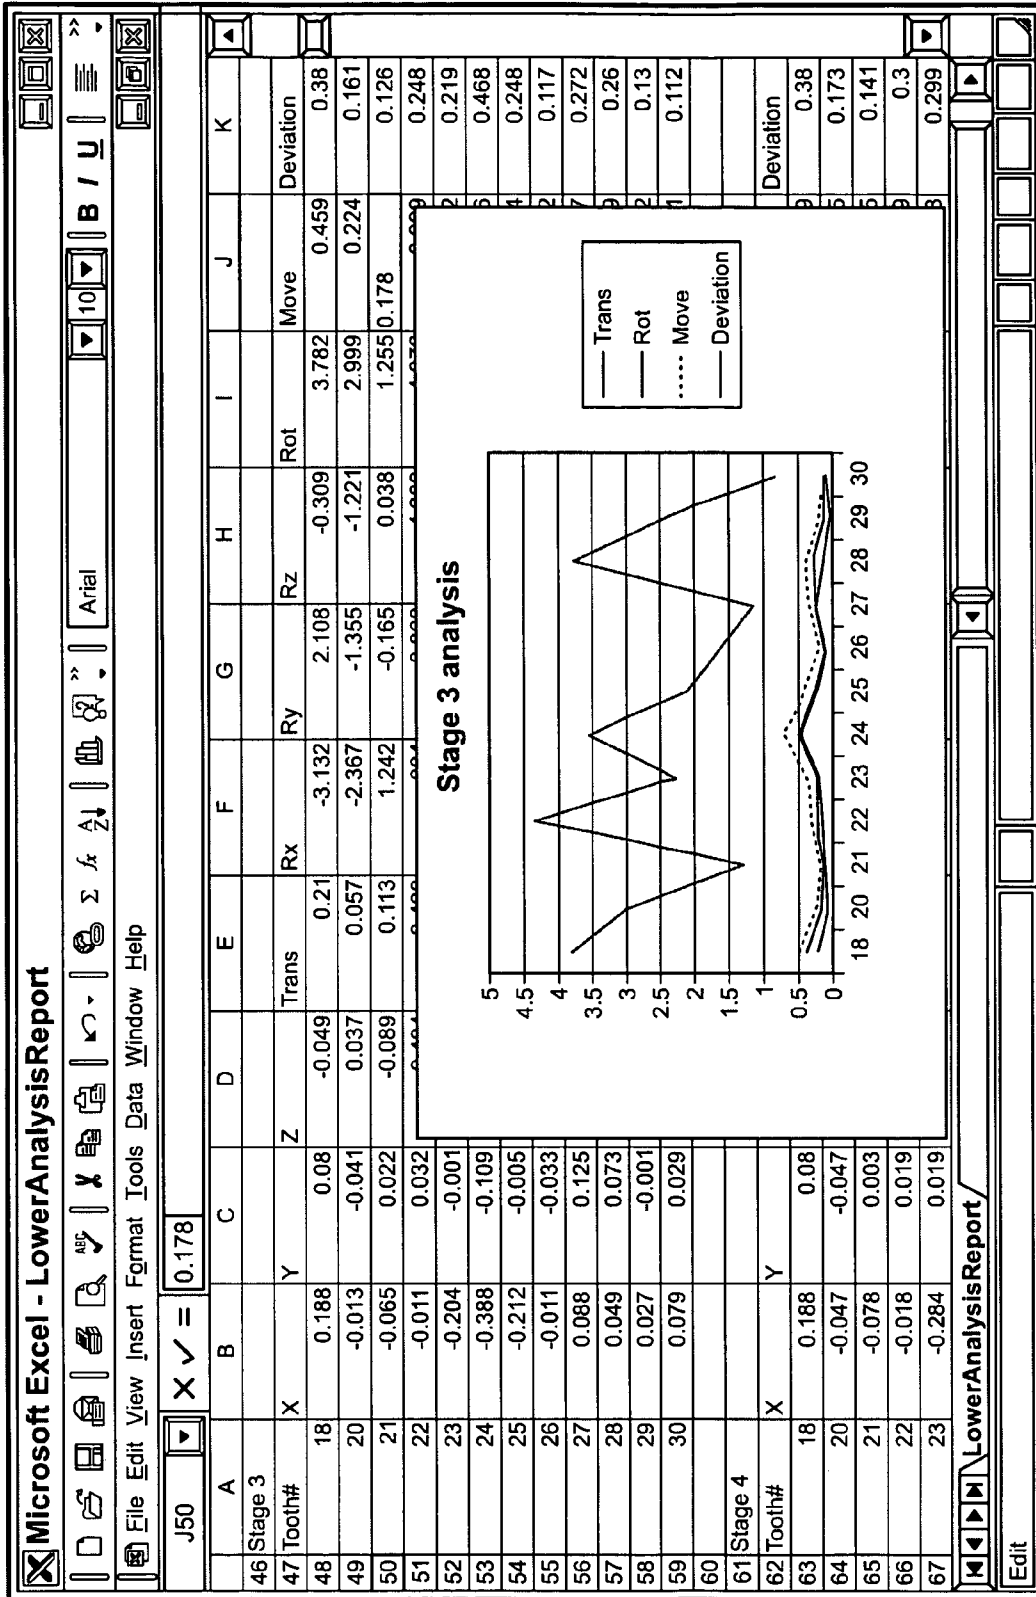 Microsoft Excel - LowerAnalysisReport
Arial 10 B I U
File Edit View Insert Format Tools Data Window Help
J50 X ✓ = 0.178
A B C D E F G H I J K
46 Stage 3
47 Tooth# X Y Z Trans Rx Ry Rz Rot Move Deviation
48 18 0.188 0.08 -0.049 0.21 -3.132 2.108 -0.309 3.782 0.459 0.38
49 20 -0.013 -0.041 0.037 0.057 -2.367 -1.355 -1.221 2.999 0.224 0.161
50 21 -0.065 0.022 -0.089 0.113 1.242 -0.165 0.038 1.255 0.178 0.126
51 22 -0.011 0.032 0.248
52 23 -0.204 -0.001 0.219
53 24 -0.388 -0.109 0.468
54 25 -0.212 -0.005 0.248
55 26 -0.011 -0.033 0.117
56 27 0.088 0.125 0.272
57 28 0.049 0.073 0.26
58 29 0.027 -0.001 0.13
59 30 0.079 0.029 0.112
60
61 Stage 4
62 Tooth# X Y Deviation
63 18 0.188 0.08 0.38
64 20 -0.047 -0.047 0.173
65 21 -0.078 0.003 0.141
66 22 -0.018 0.019 0.3
67 23 -0.284 0.019 0.299
Stage 3 analysis
5
4.5
4
3.5
3
2.5
2
1.5
1
0.5
0
18 20 21 22 23 24 25 26 27 28 29 30
Trans
Rot
Move
Deviation
LowerAnalysisReport
Edit